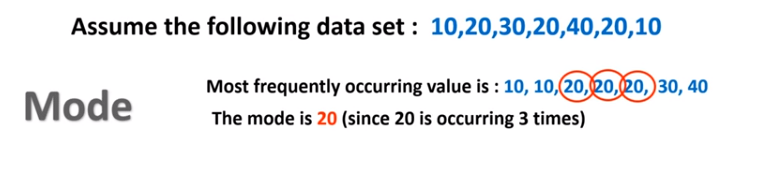 Assume the following data set : 10,20,30,20,40,20,10
Most frequently occurring value is : 10, 10, 20, 20, 20, 30, 40
Mode
The mode is 20 (since 20 is occurring 3 times)